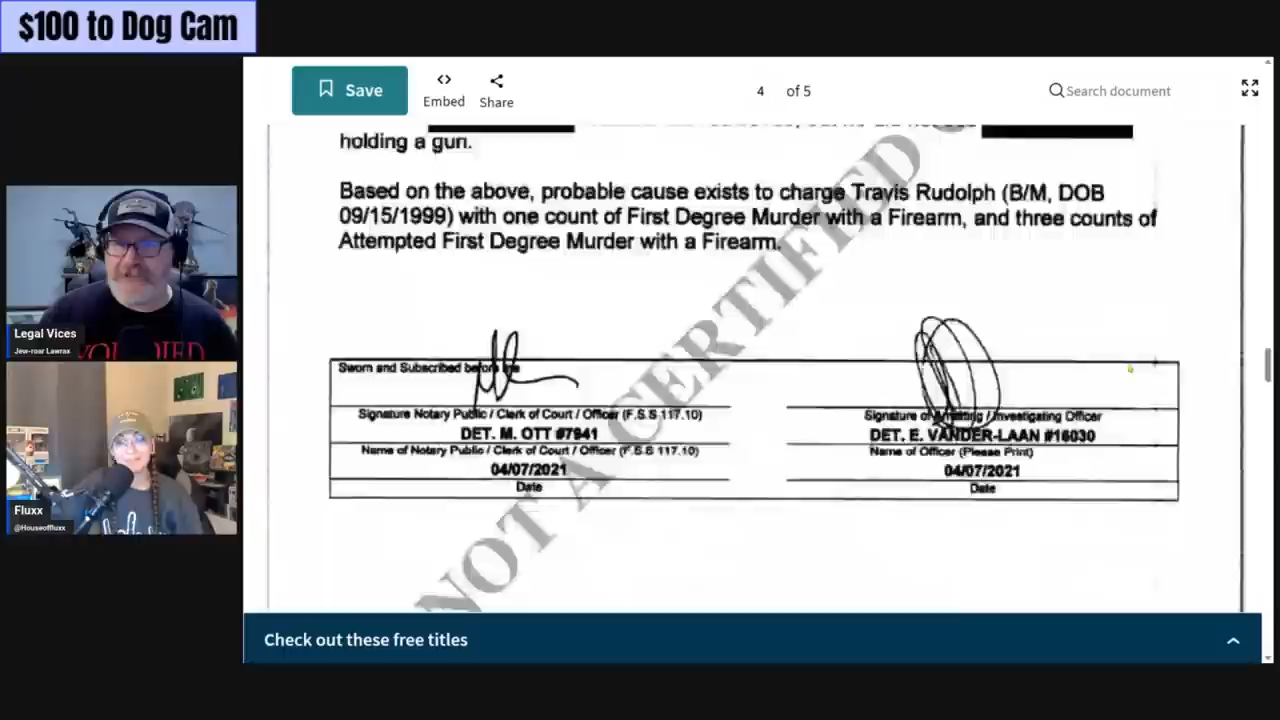 $100 to Dog Cam
Save
Embed
Share
4 of 5
Search document
holding a gun.
Based on the above, probable cause exists to charge Travis Rudolph (B/M, DOB
09/15/1999) with one count of First Degree Murder with a Firearm, and three counts of
Attempted First Degree Murder with a Firearm.
NOT A CERTIFIED
Sworn and Subscribed before me
Signature Notary Public / Clerk of Court / Officer (F.S.S 117.10)
DET. M. OTT #7941
Name of Notary Public / Clerk of Court / Officer (F.S.S 117.10)
04/07/2021
Date
Signature of Arresting / Investigating Officer
DET. E. VANDER-LAAN #16030
Name of Officer (Please Print)
04/07/2021
Date
Legal Vices
Jew-roar Lawrax
YOU DIED
Fluxx
@Houseoffluxx
Check out these free titles